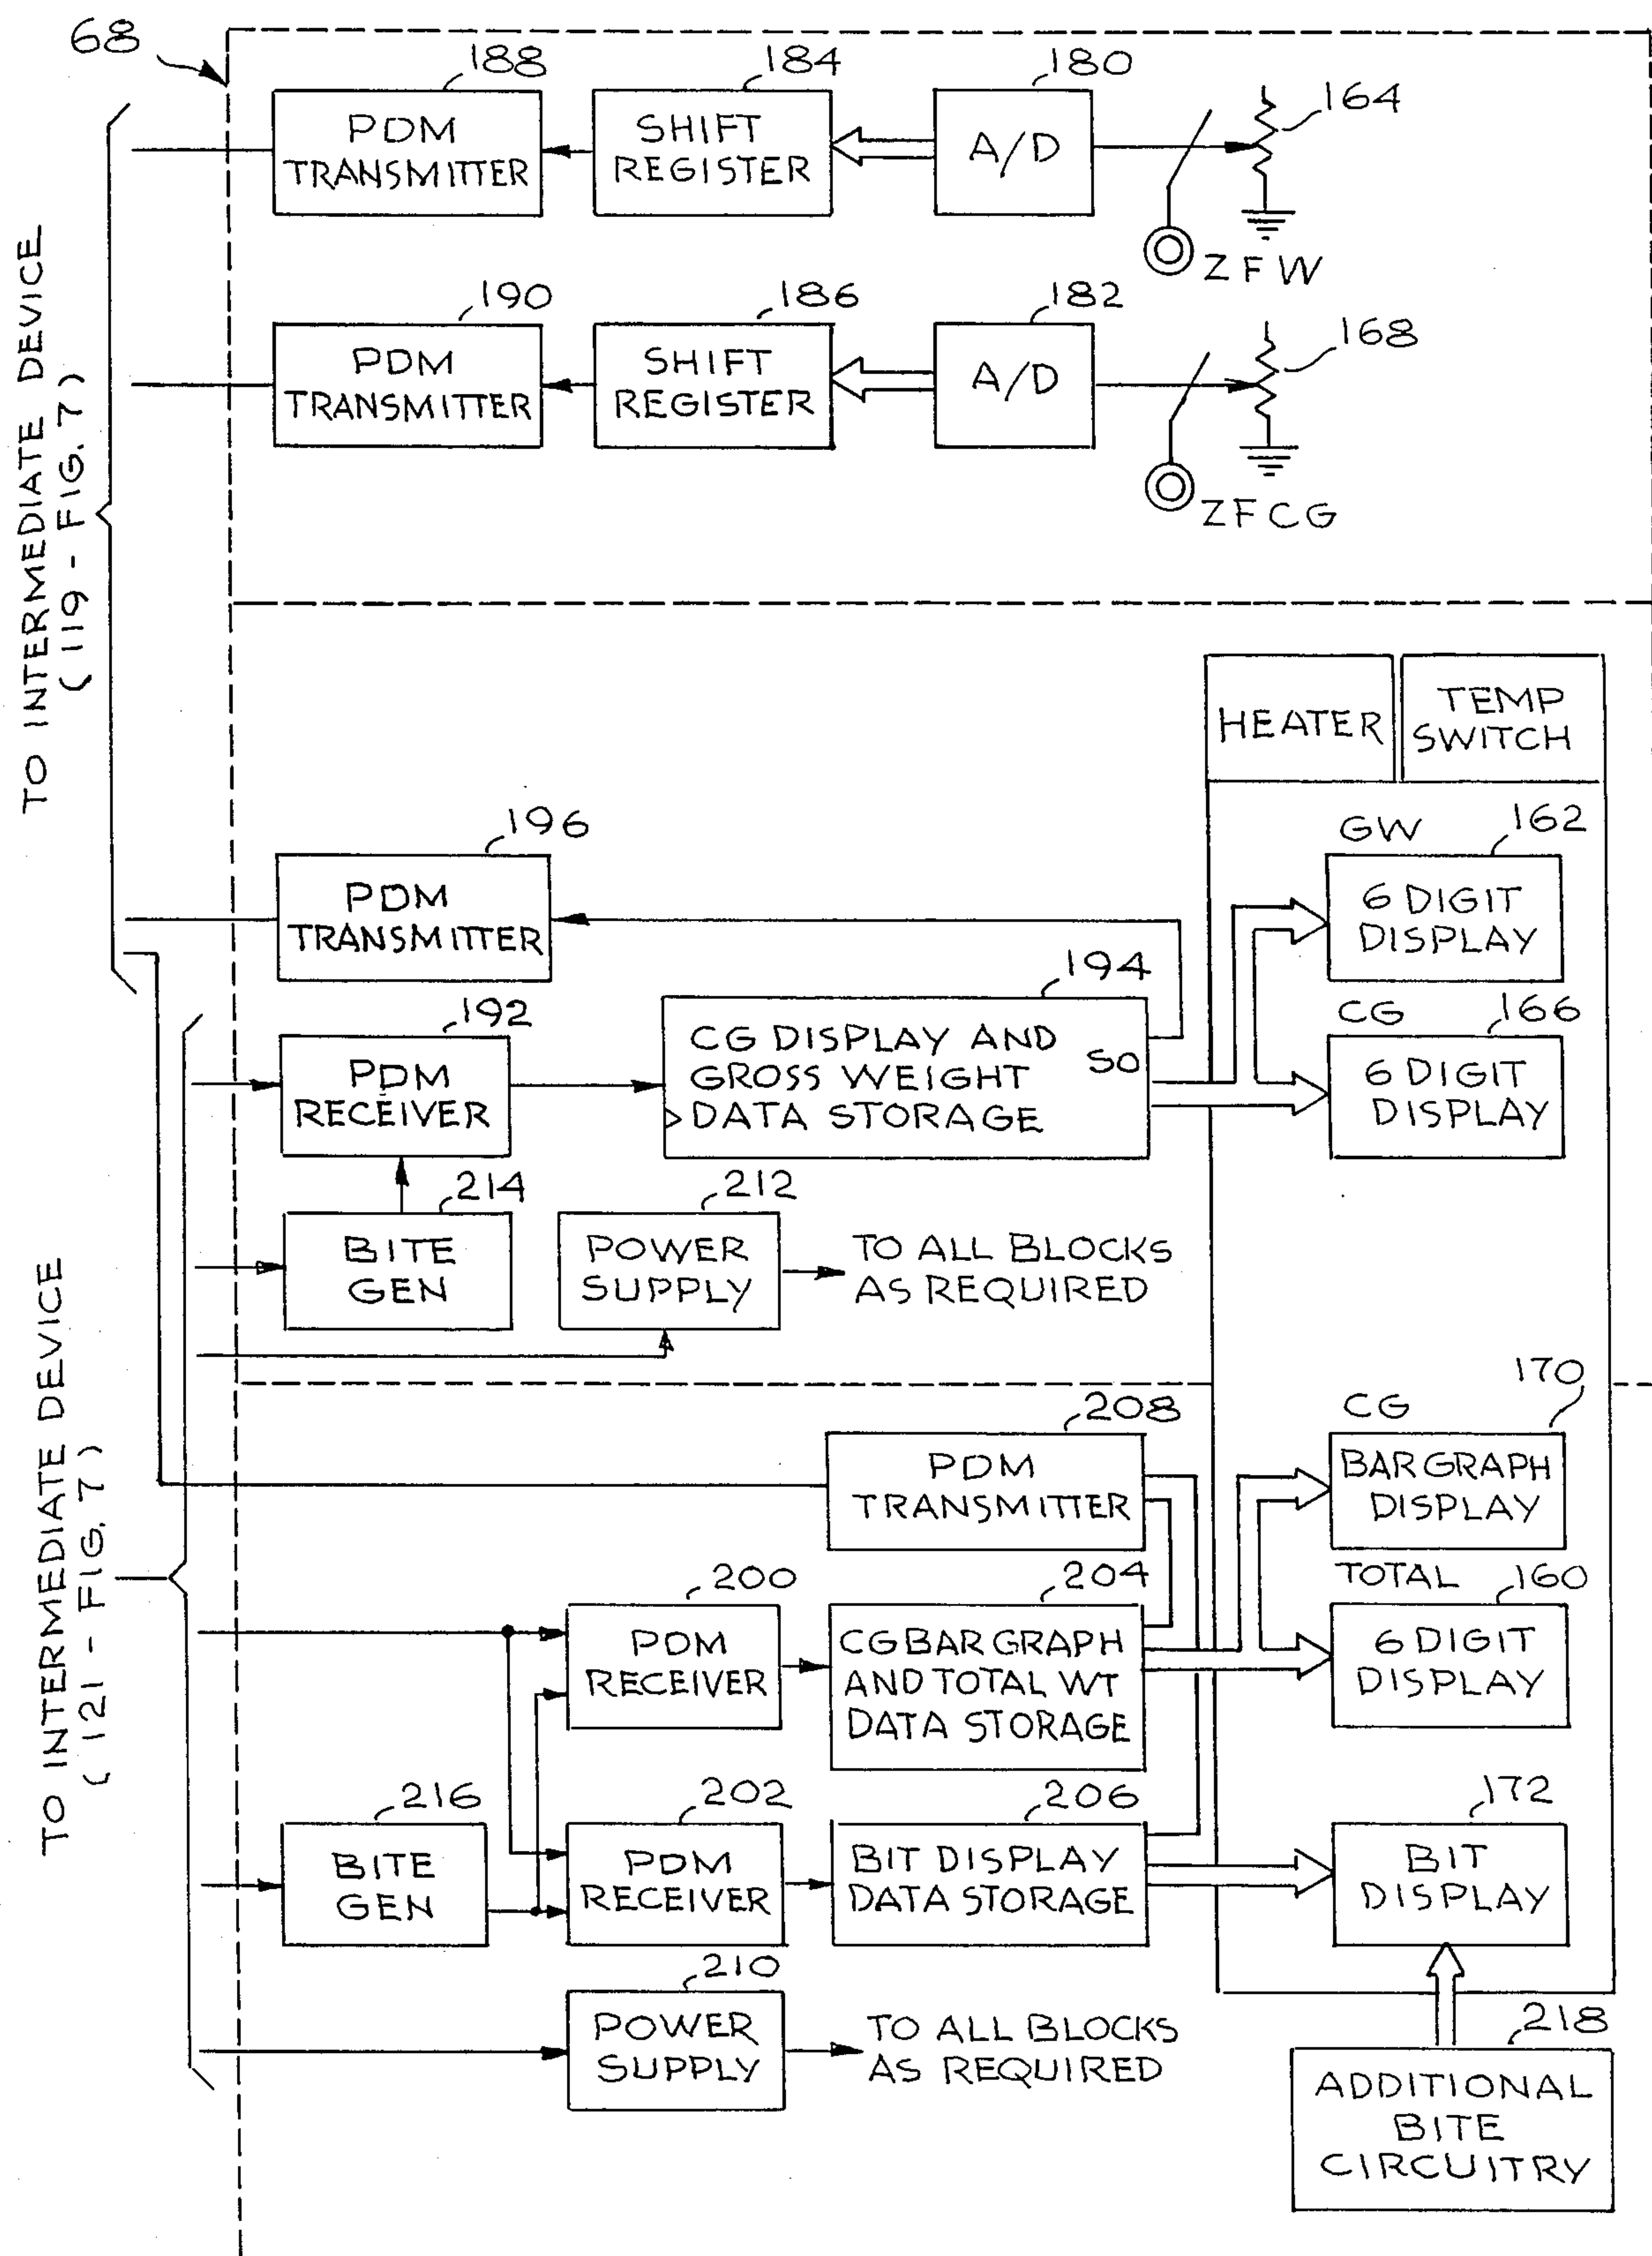 68
188
184
180
164
PDM
TRANSMITTER
SHIFT
REGISTER
A/D
ZFW
190
186
182
168
PDM
TRANSMITTER
SHIFT
REGISTER
A/D
ZFCG
TO INTERMEDIATE DEVICE
(119 - FIG. 7)
HEATER
TEMP
SWITCH
196
PDM
TRANSMITTER
GW
162
6 DIGIT
DISPLAY
194
192
CG DISPLAY AND
GROSS WEIGHT
DATA STORAGE
SO
PDM
RECEIVER
CG
166
6 DIGIT
DISPLAY
214
212
BITE
GEN
POWER
SUPPLY
TO ALL BLOCKS
AS REQUIRED
TO INTERMEDIATE DEVICE
(121 - FIG. 7)
208
PDM
TRANSMITTER
CG
170
BAR GRAPH
DISPLAY
200
204
PDM
RECEIVER
CG BAR GRAPH
AND TOTAL WT
DATA STORAGE
TOTAL
160
6 DIGIT
DISPLAY
216
202
206
172
BITE
GEN
PDM
RECEIVER
BIT DISPLAY
DATA STORAGE
BIT
DISPLAY
210
POWER
SUPPLY
TO ALL BLOCKS
AS REQUIRED
218
ADDITIONAL
BITE
CIRCUITRY